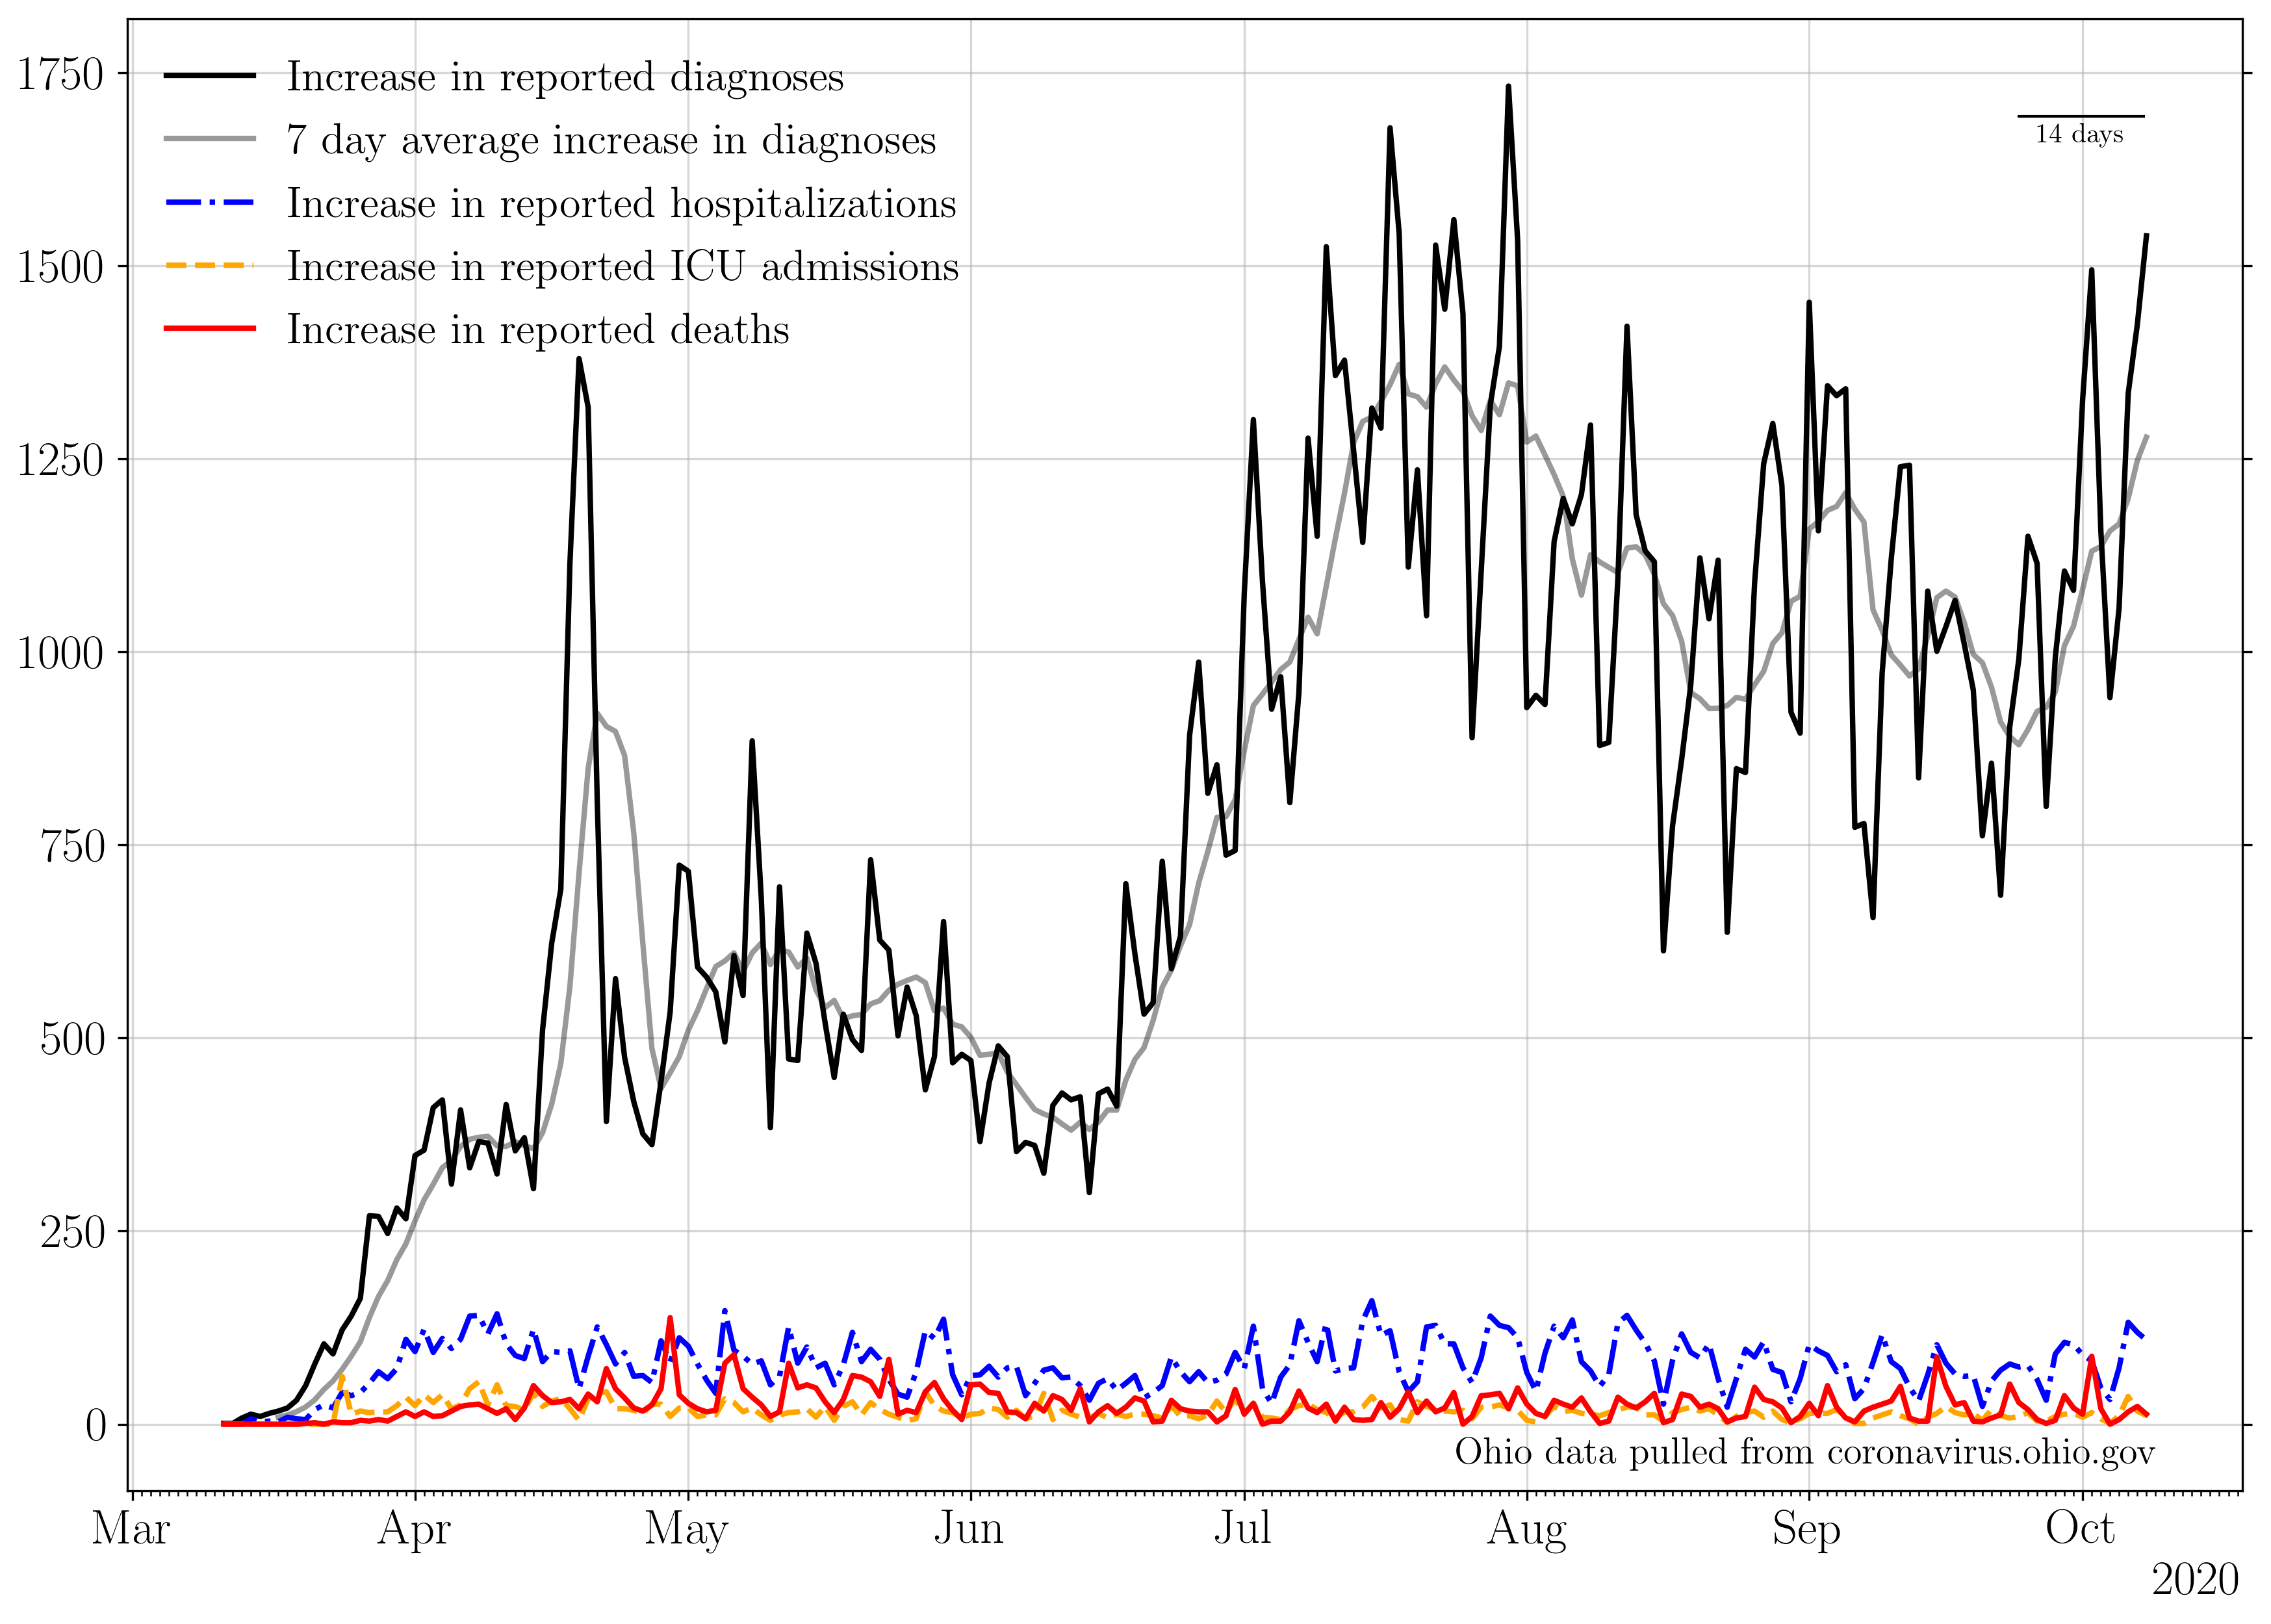 1750
1500
1250
1000
750
500
250
0
Increase in reported diagnoses
7 day average increase in diagnoses
Increase in reported hospitalizations
Increase in reported ICU admissions
Increase in reported deaths
14 days
Ohio data pulled from coronavirus.ohio.gov
Mar Apr May Jun Jul Aug Sep Oct
2020